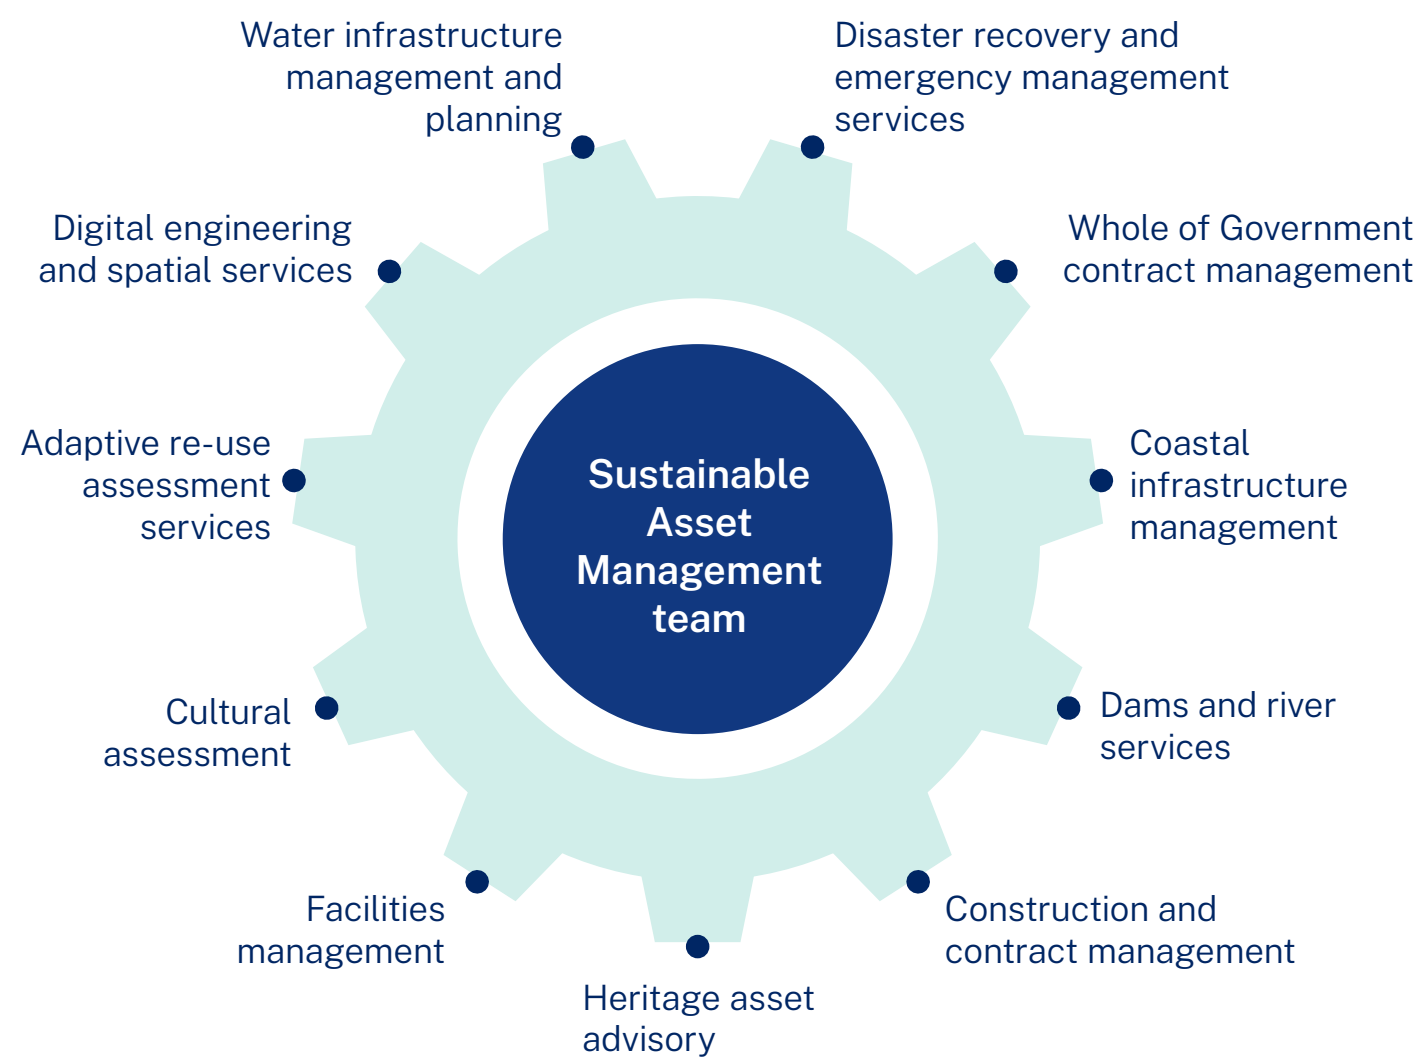 Water infrastructure
management and
planning
Disaster recovery and
emergency management
services
Digital engineering
and spatial services
Whole of Government
contract management
Adaptive re-use
assessment
services
Sustainable
Asset
Management
team
Coastal
infrastructure
management
Cultural
assessment
Dams and river
services
Facilities
management
Construction and
contract management
Heritage asset
advisory